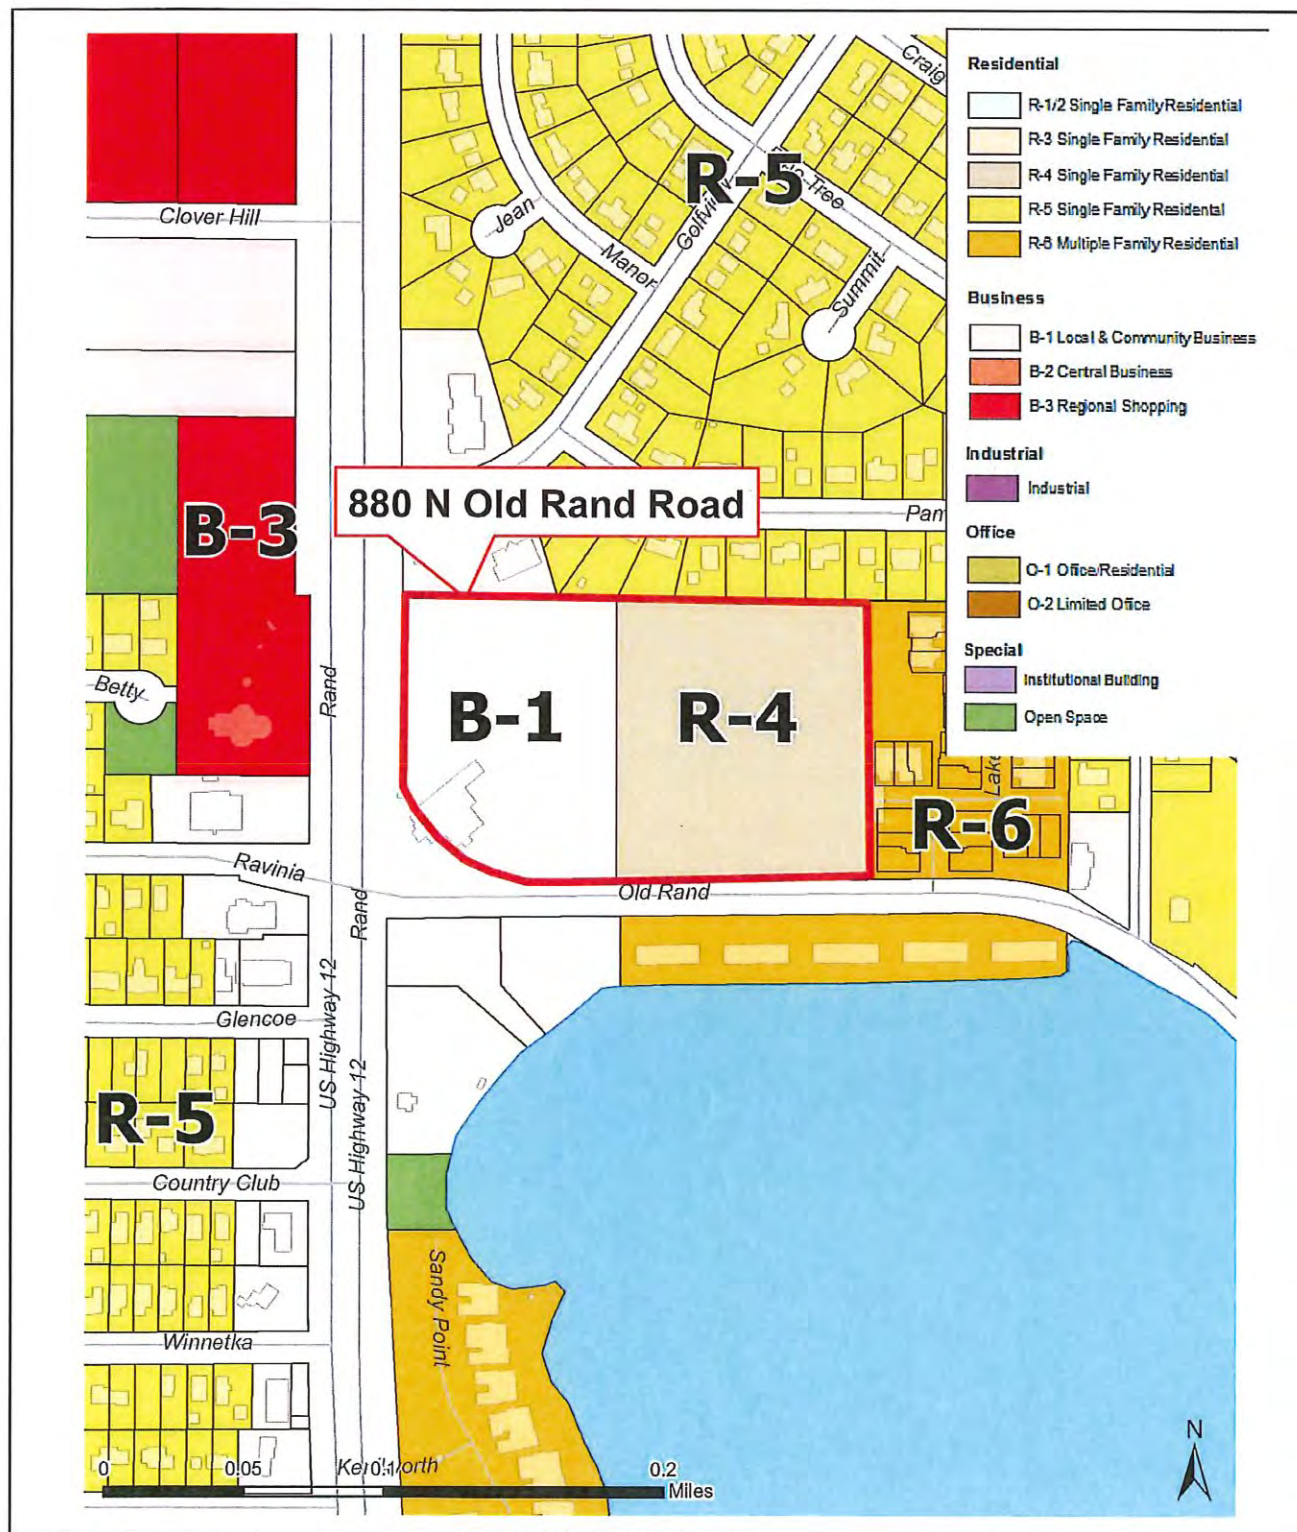 Residential
R-1/2 Single Family Residential
R-3 Single Family Residential
R-4 Single Family Residential
R-5 Single Family Residental
R-6 Multiple Family Residential
Business
B-1 Local & Community Business
B-2 Central Business
B-3 Regional Shopping
Industrial
Industrial
Office
O-1 Office/Residential
O-2 Limited Office
Special
Institutional Building
Open Space
Craig
R-5
Tree
Golfview
Clover Hill
Jean
Manor
Summit
880 N Old Rand Road
Pam
B-3
Betty
Rand
B-1
R-4
Lake
R-6
Ravinia
Old Rand
Rand
US Highway 12
Glencoe
US Highway 12
R-5
Country Club
Sandy Point
Winnetka
N
0
0.05
0.1
0.2
Miles